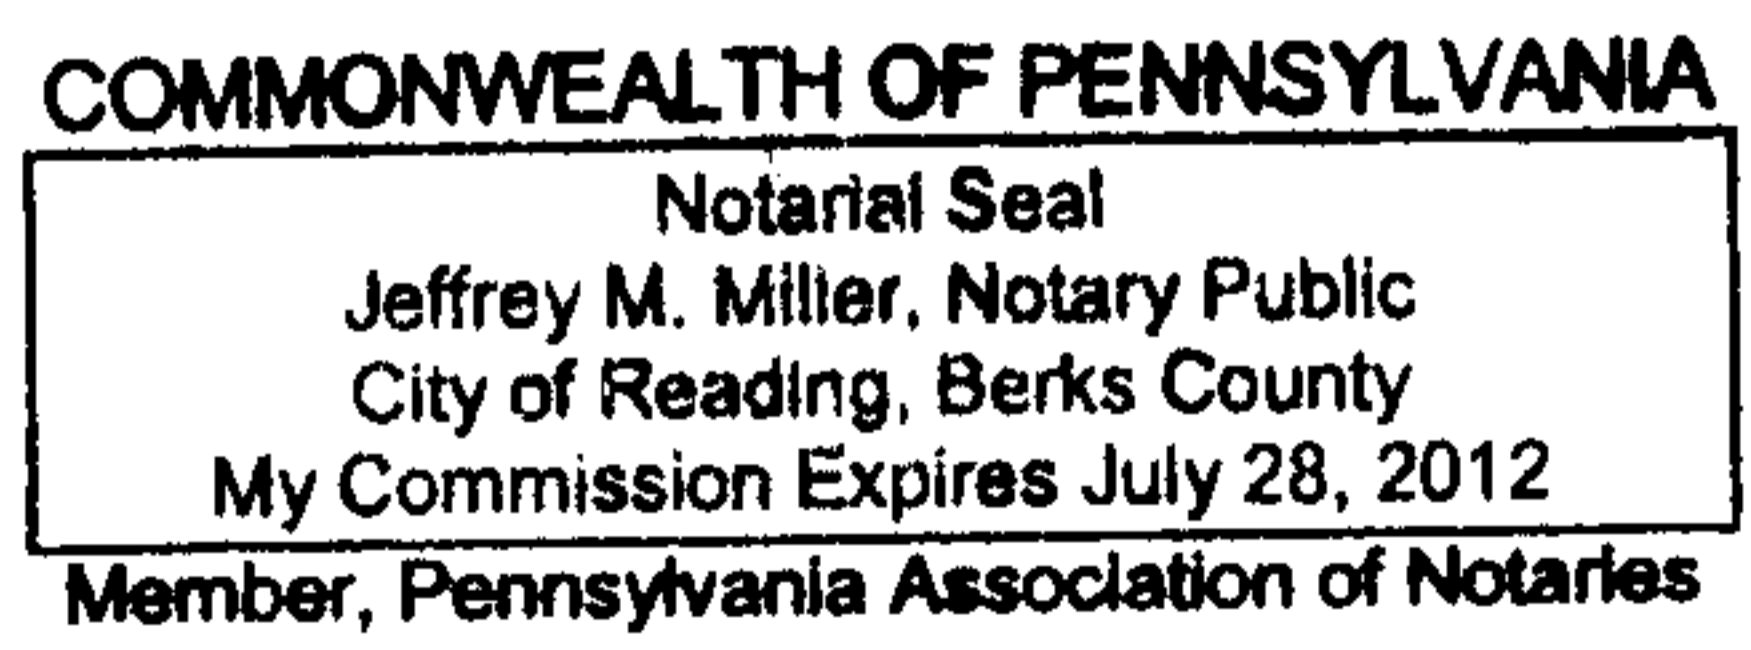 COMMONWEALTH OF PENNSYLVANIA
Notarial Seal
Jeffrey M. Miller, Notary Public
City of Reading, Berks County
My Commission Expires July 28, 2012
Member, Pennsylvania Association of Notaries